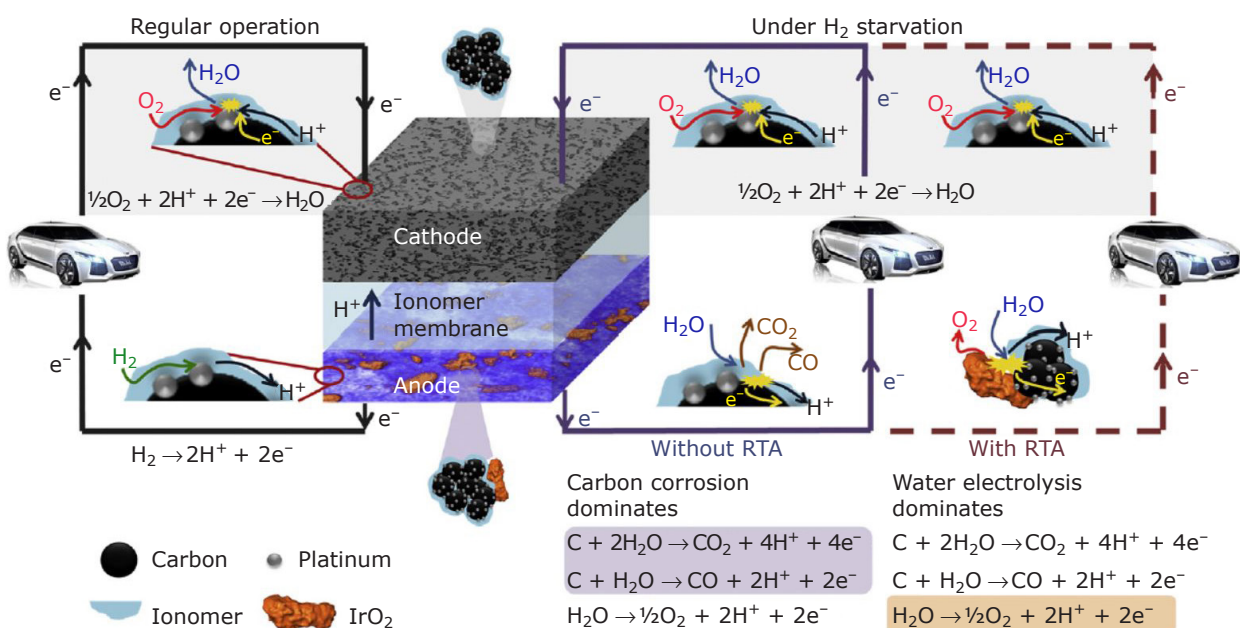 Regular operation
Under H₂ starvation
e⁻
H₂O
O₂
H⁺
e⁻
e⁻
½O₂ + 2H⁺ + 2e⁻ → H₂O
e⁻
H₂O
O₂
H⁺
e⁻
e⁻
H₂O
O₂
H⁺
e⁻
e⁻
½O₂ + 2H⁺ + 2e⁻ → H₂O
Cathode
H⁺
Ionomer
membrane
Anode
e⁻
H₂
H⁺
e⁻
H₂ → 2H⁺ + 2e⁻
H₂O
CO₂
CO
e⁻
H⁺
e⁻
e⁻
O₂
H₂O
H⁺
e⁻
e⁻
Without RTA
With RTA
Carbon corrosion
dominates
C + 2H₂O → CO₂ + 4H⁺ + 4e⁻
C + H₂O → CO + 2H⁺ + 2e⁻
H₂O → ½O₂ + 2H⁺ + 2e⁻
Water electrolysis
dominates
C + 2H₂O → CO₂ + 4H⁺ + 4e⁻
C + H₂O → CO + 2H⁺ + 2e⁻
H₂O → ½O₂ + 2H⁺ + 2e⁻
Carbon
Platinum
Ionomer
IrO₂